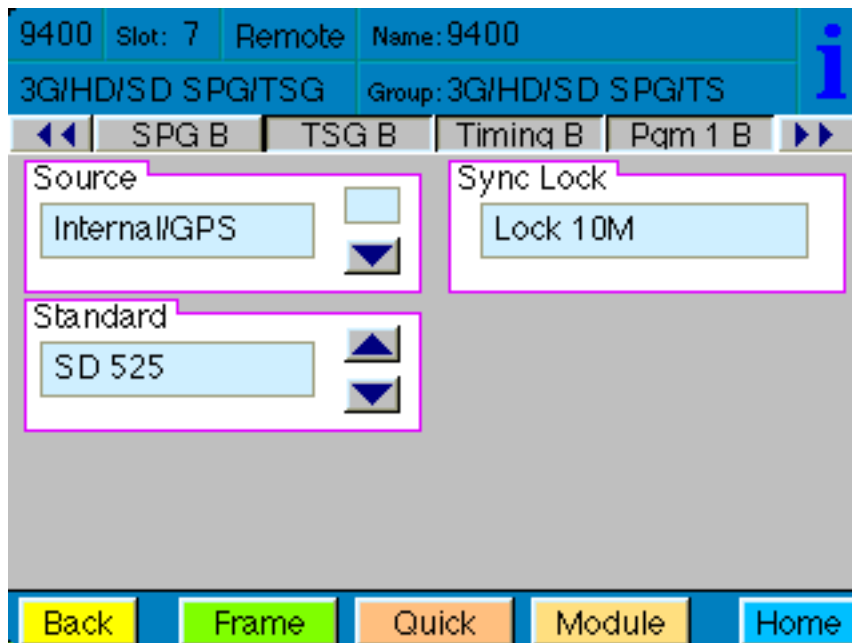 9400 Slot: 7 Remote Name: 9400
3G/HD/SD SPG/TSG Group: 3G/HD/SD SPG/TS
i
SPG B TSG B Timing B Pgm 1 B
Source
Internal/GPS
Sync Lock
Lock 10M
Standard
SD 525
Back Frame Quick Module Home